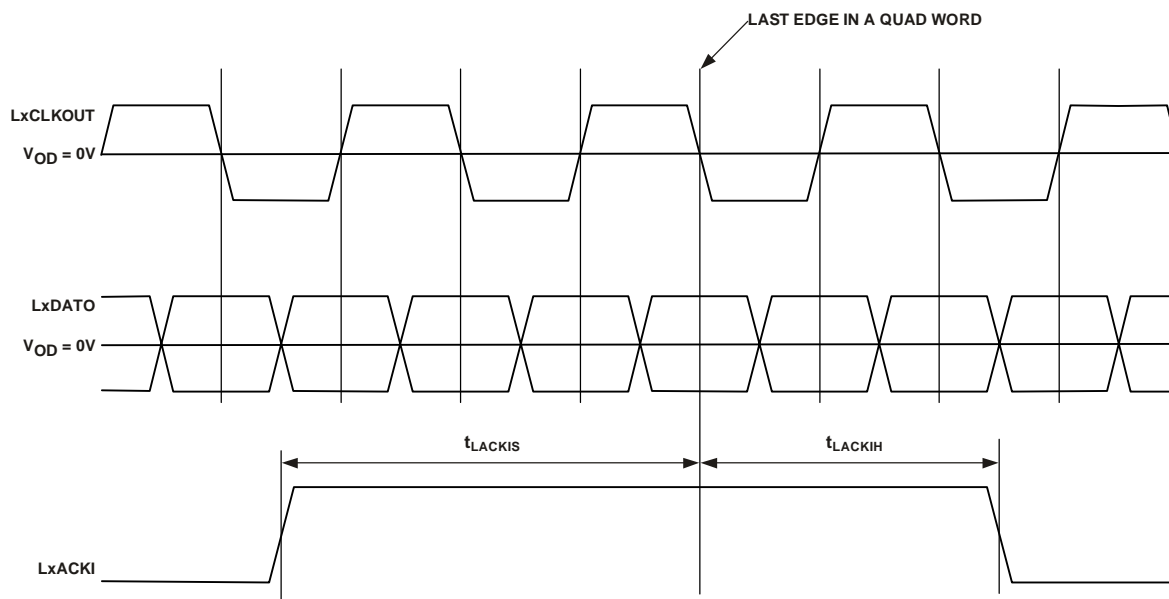 LAST EDGE IN A QUAD WORD
LxCLKOUT
VOD = 0V
LxDATO
VOD = 0V
tLACKIS
tLACKIH
LxACKI